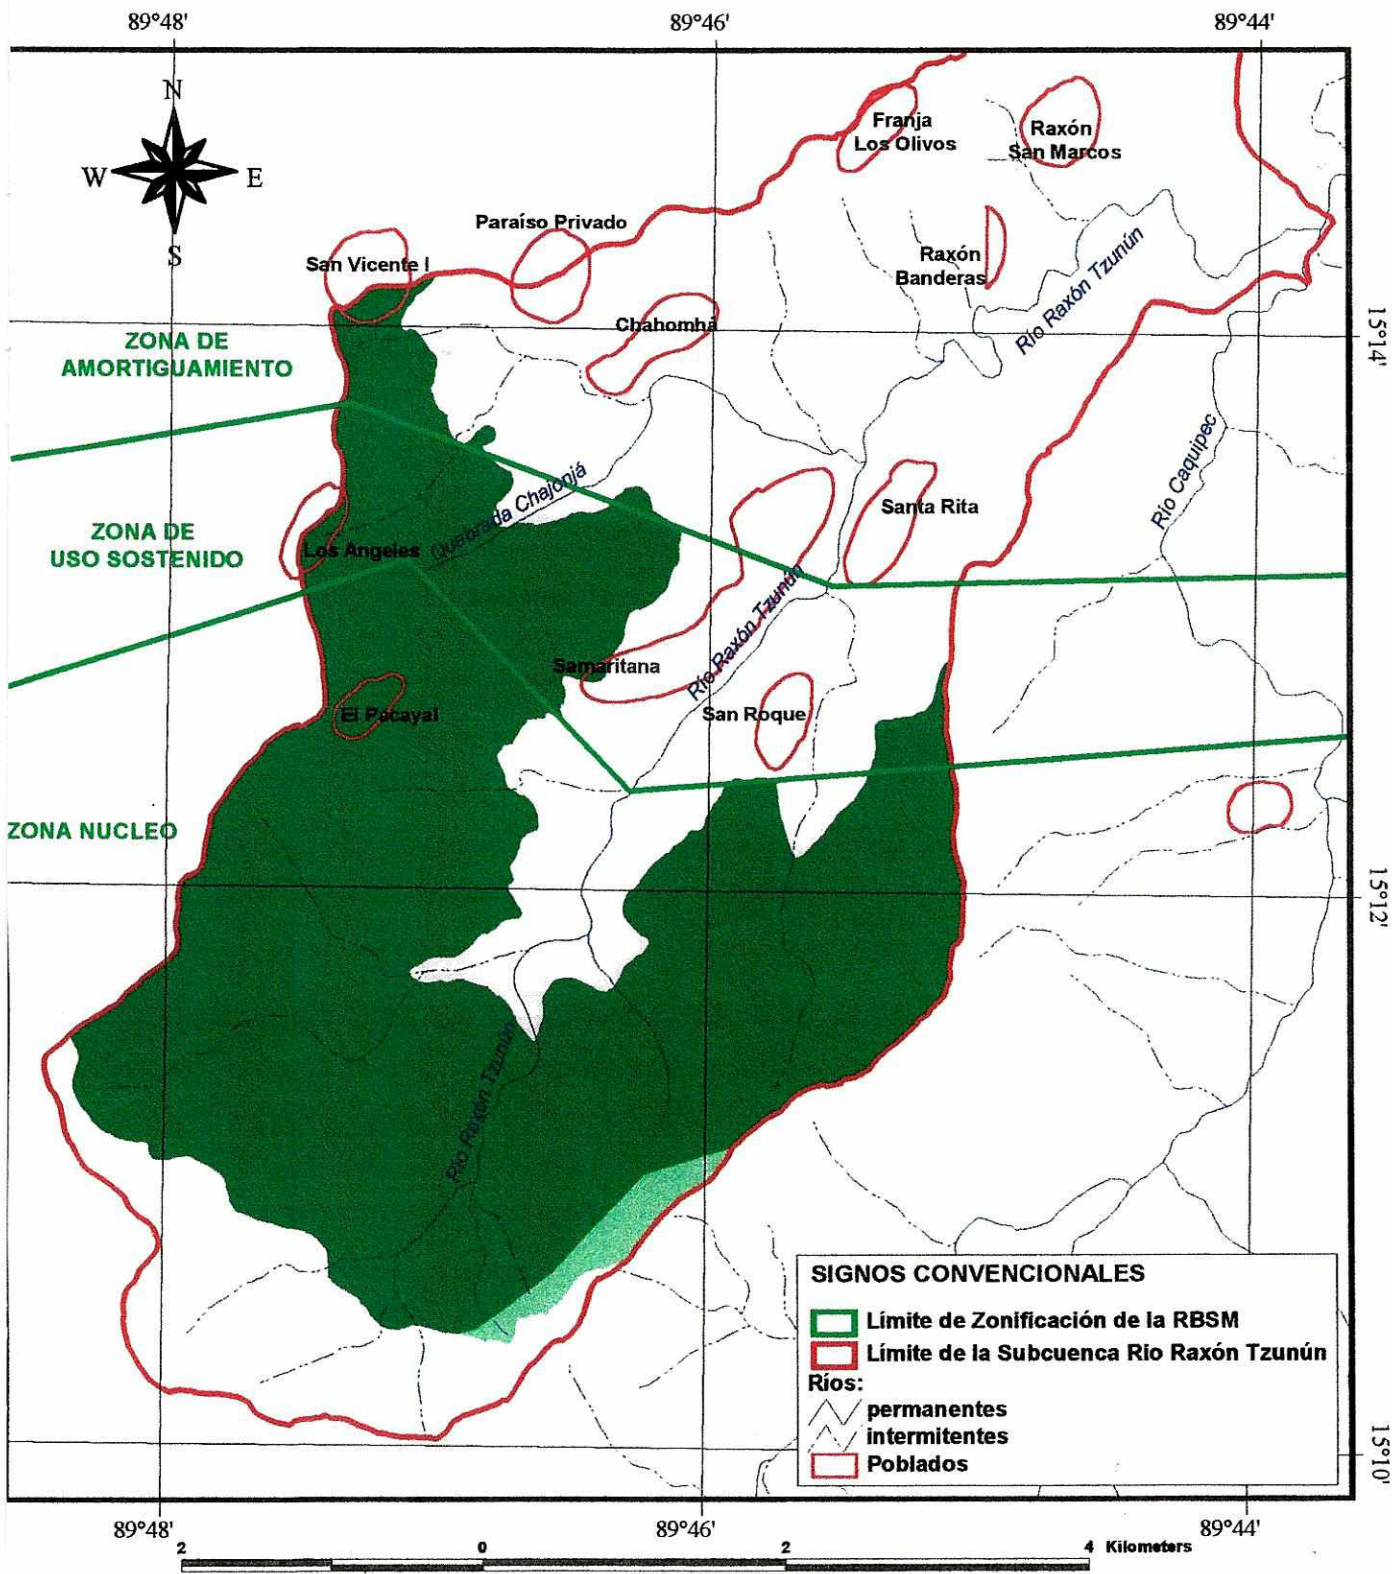 89°48'
89°46'
89°44'
N
W
E
S
Franja
Los Olivos
Raxón
San Marcos
Paraíso Privado
San Vicente I
Raxón
Banderas
Río Raxón Tzunún
Chahomhá
15°14'
ZONA DE
AMORTIGUAMIENTO
Río Caquipec
Quebrada Chajonjá
Santa Rita
ZONA DE
USO SOSTENIDO
Los Angeles
Río Raxón Tzunún
Samaritana
El Pacayal
San Roque
ZONA NUCLEO
15°12'
Río Raxón Tzunún
SIGNOS CONVENCIONALES
Límite de Zonificación de la RBSM
Límite de la Subcuenca Rio Raxón Tzunún
Ríos:
permanentes
intermitentes
Poblados
15°10'
89°48'
89°46'
89°44'
2
0
2
4 Kilometers